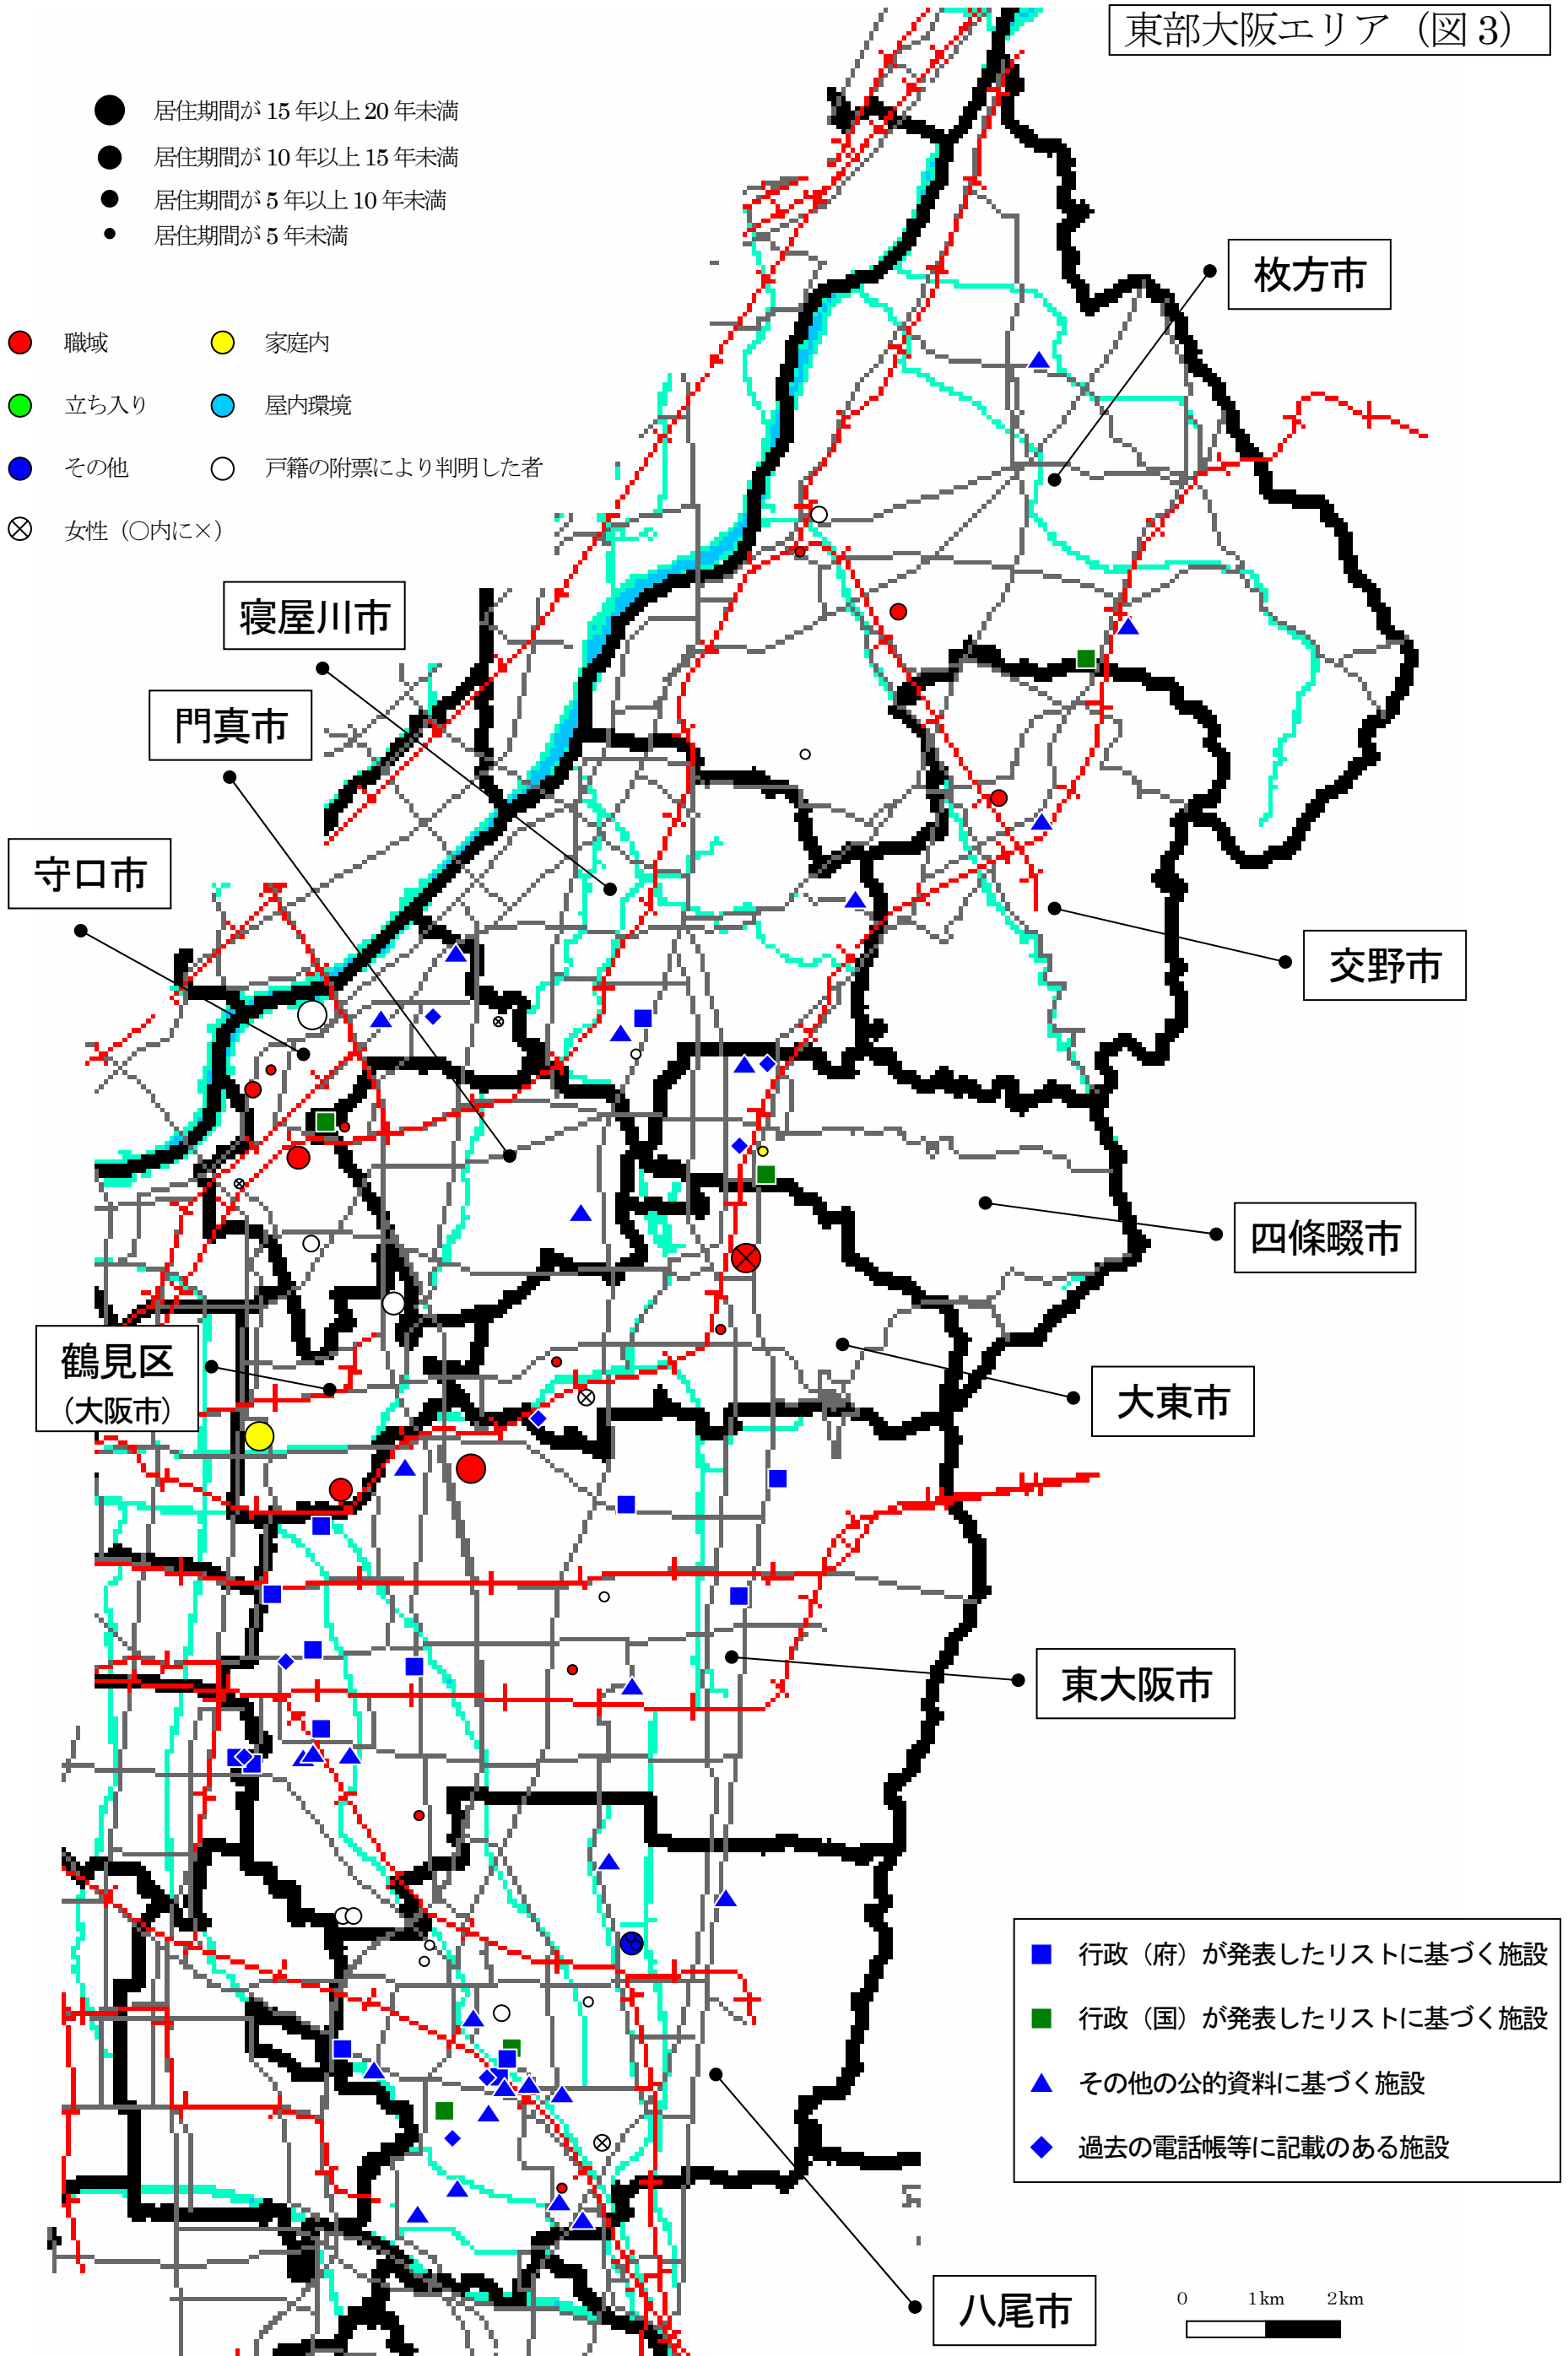 東部大阪エリア（図3）
居住期間が15年以上20年未満
居住期間が10年以上15年未満
居住期間が5年以上10年未満
居住期間が5年未満
職域
家庭内
立ち入り
屋内環境
その他
戸籍の附票により判明した者
女性（○内に×）
枚方市
寝屋川市
門真市
守口市
交野市
四條畷市
鶴見区
（大阪市）
大東市
東大阪市
行政（府）が発表したリストに基づく施設
行政（国）が発表したリストに基づく施設
その他の公的資料に基づく施設
過去の電話帳等に記載のある施設
八尾市
0 1km 2km